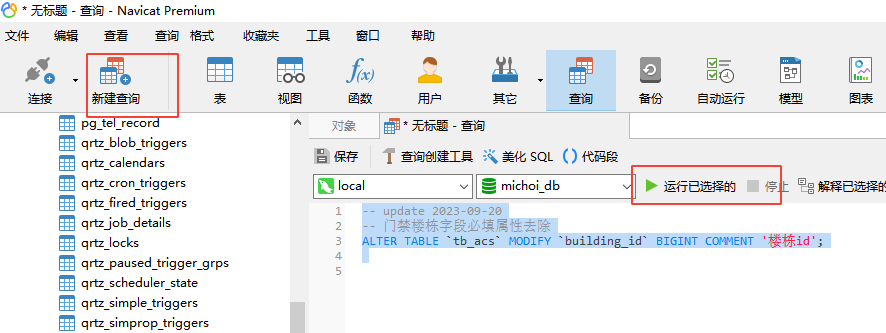 * 无标题 - 查询 - Navicat Premium
文件 编辑 查看 查询 格式 收藏夹 工具 窗口 帮助
连接 新建查询 表 视图 函数 用户 其它 查询 备份 自动运行 模型 图表
f(x)
pg_tel_record
qrtz_blob_triggers
qrtz_calendars
qrtz_cron_triggers
qrtz_fired_triggers
qrtz_job_details
qrtz_locks
qrtz_paused_trigger_grps
qrtz_scheduler_state
qrtz_simple_triggers
qrtz_simprop_triggers
对象 * 无标题 - 查询
保存 查询创建工具 美化 SQL () 代码段
local michoi_db 运行已选择的 停止 解释已选择的
1 -- update 2023-09-20
2 -- 门禁楼栋字段必填属性去除
3 ALTER TABLE `tb_acs` MODIFY `building_id` BIGINT COMMENT '楼栋id';
4
5